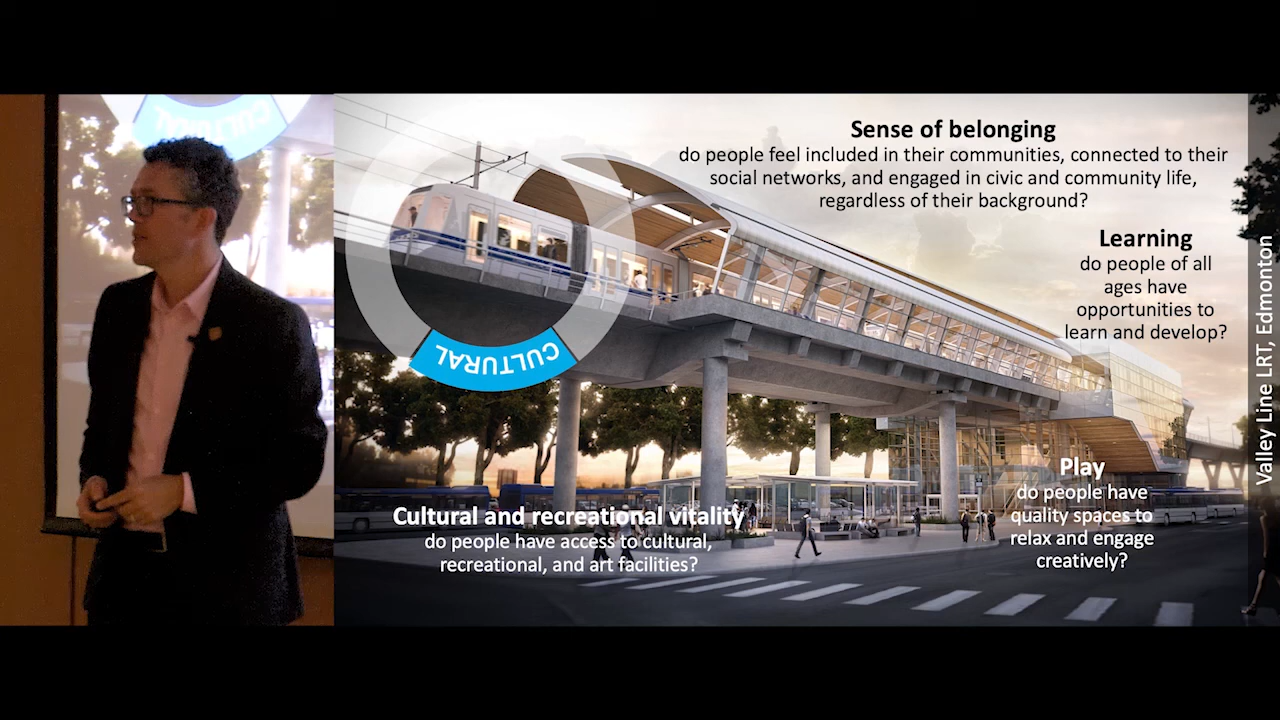 Sense of belonging
do people feel included in their communities, connected to their
social networks, and engaged in civic and community life,
regardless of their background?
Learning
do people of all
ages have
opportunities to
learn and develop?
CULTURAL
CULTURAL
Valley Line LRT, Edmonton
Play
do people have
quality spaces to
relax and engage
creatively?
Cultural and recreational vitality
do people have access to cultural,
recreational, and art facilities?